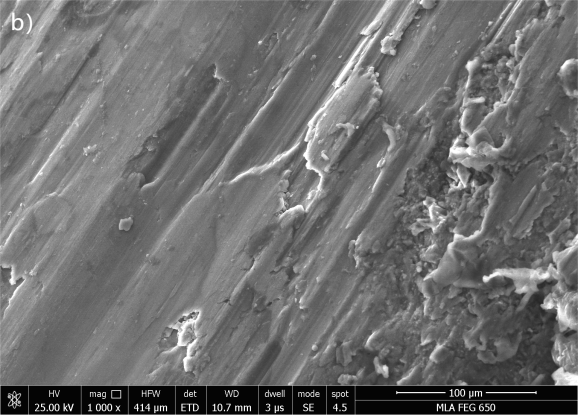 b)
HV mag HFW det WD dwell mode spot 100 µm
25.00 kV 1 000 x 414 µm ETD 10.7 mm 3 µs SE 4.5 MLA FEG 650